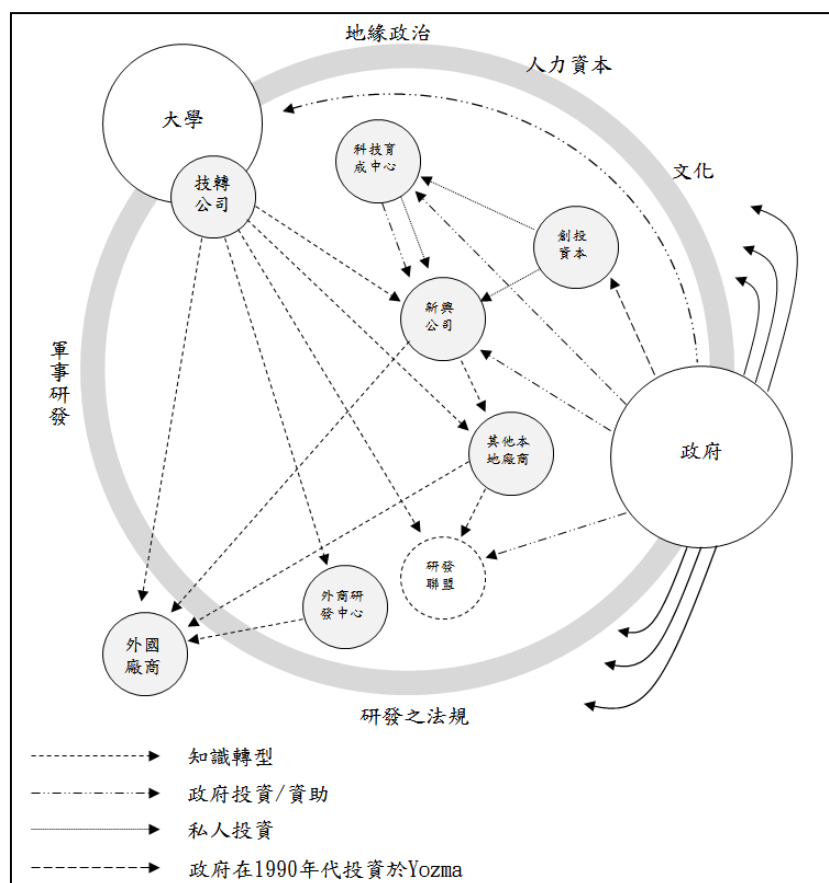 地緣政治
人力資本
大學
科技育
成中心
文化
技轉
公司
創投
資本
新興
公司
軍事研發
其他本
地廠商
政府
研發
聯盟
外商研
發中心
外國
廠商
研發之法規
知識轉型
政府投資/資助
私人投資
政府在1990年代投資於Yozma